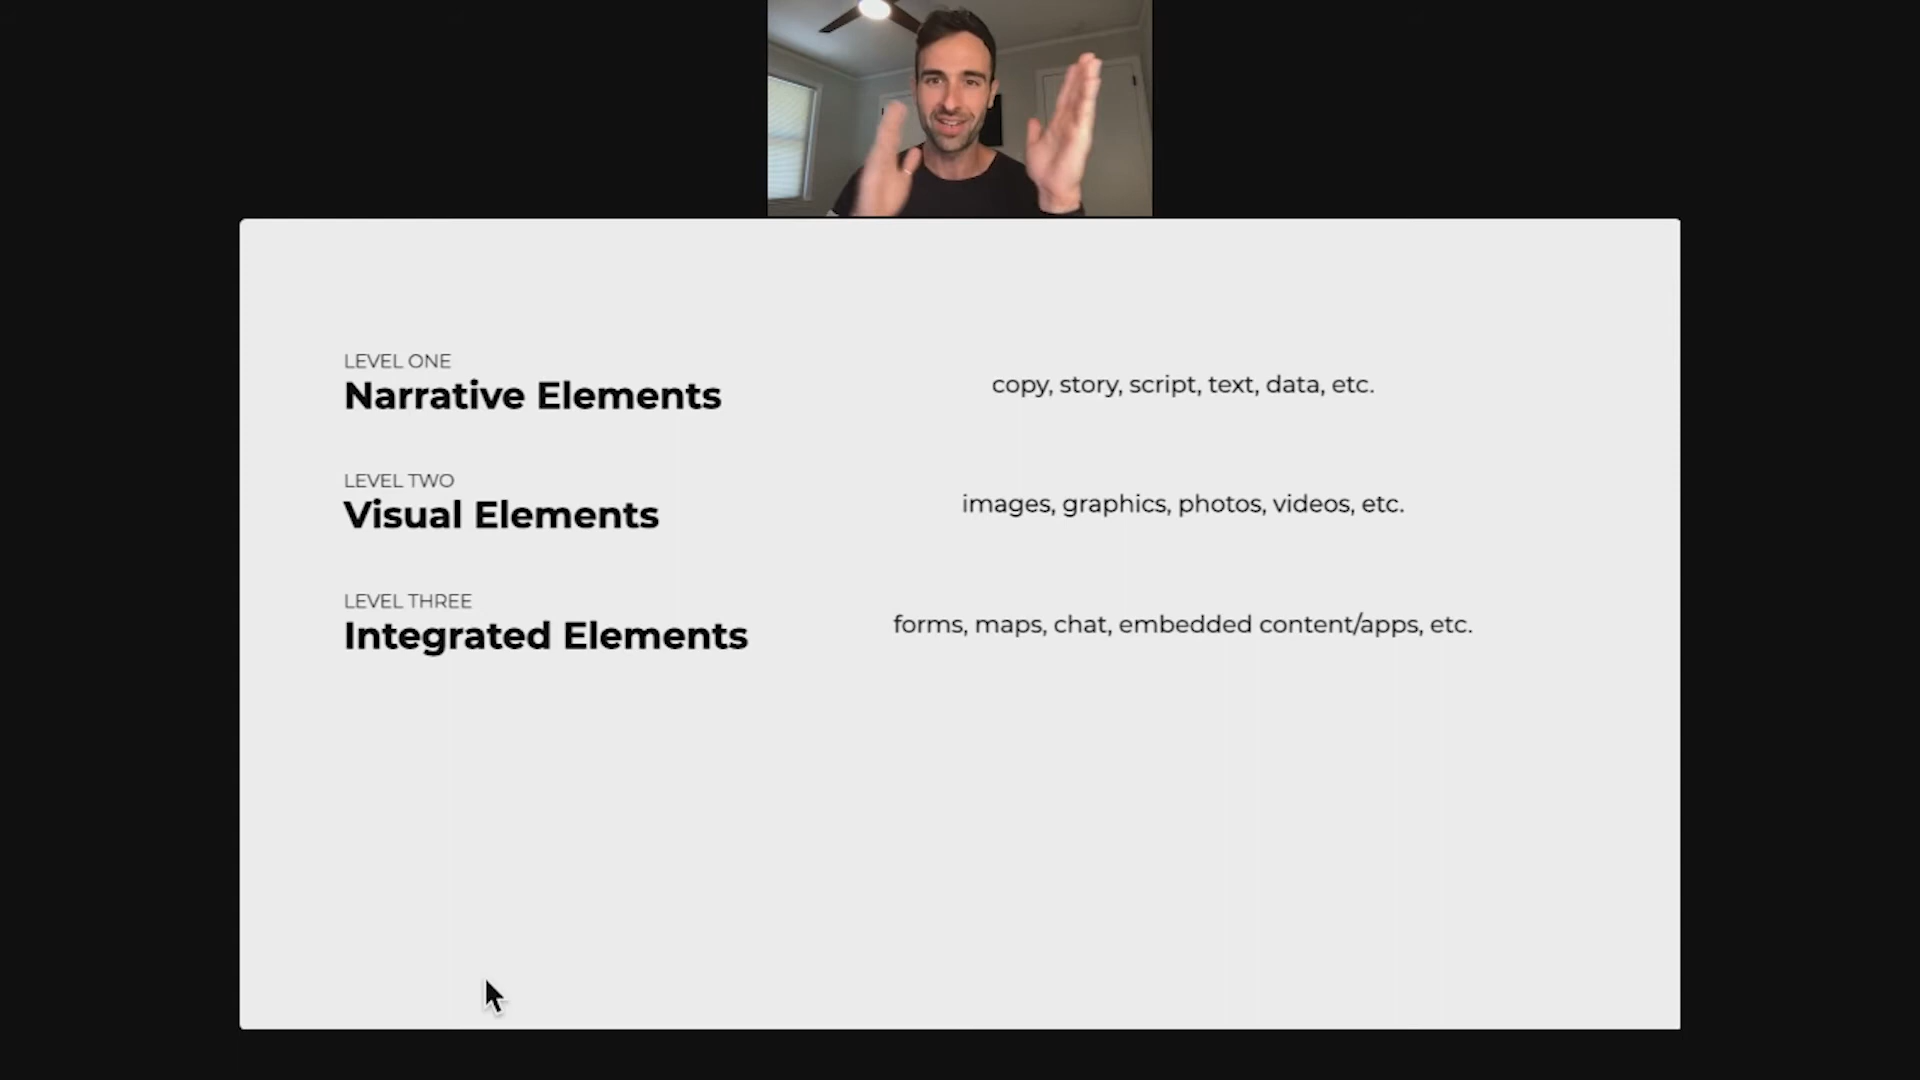 LEVEL ONE
Narrative Elements
copy, story, script, text, data, etc.
LEVEL TWO
Visual Elements
images, graphics, photos, videos, etc.
LEVEL THREE
Integrated Elements
forms, maps, chat, embedded content/apps, etc.